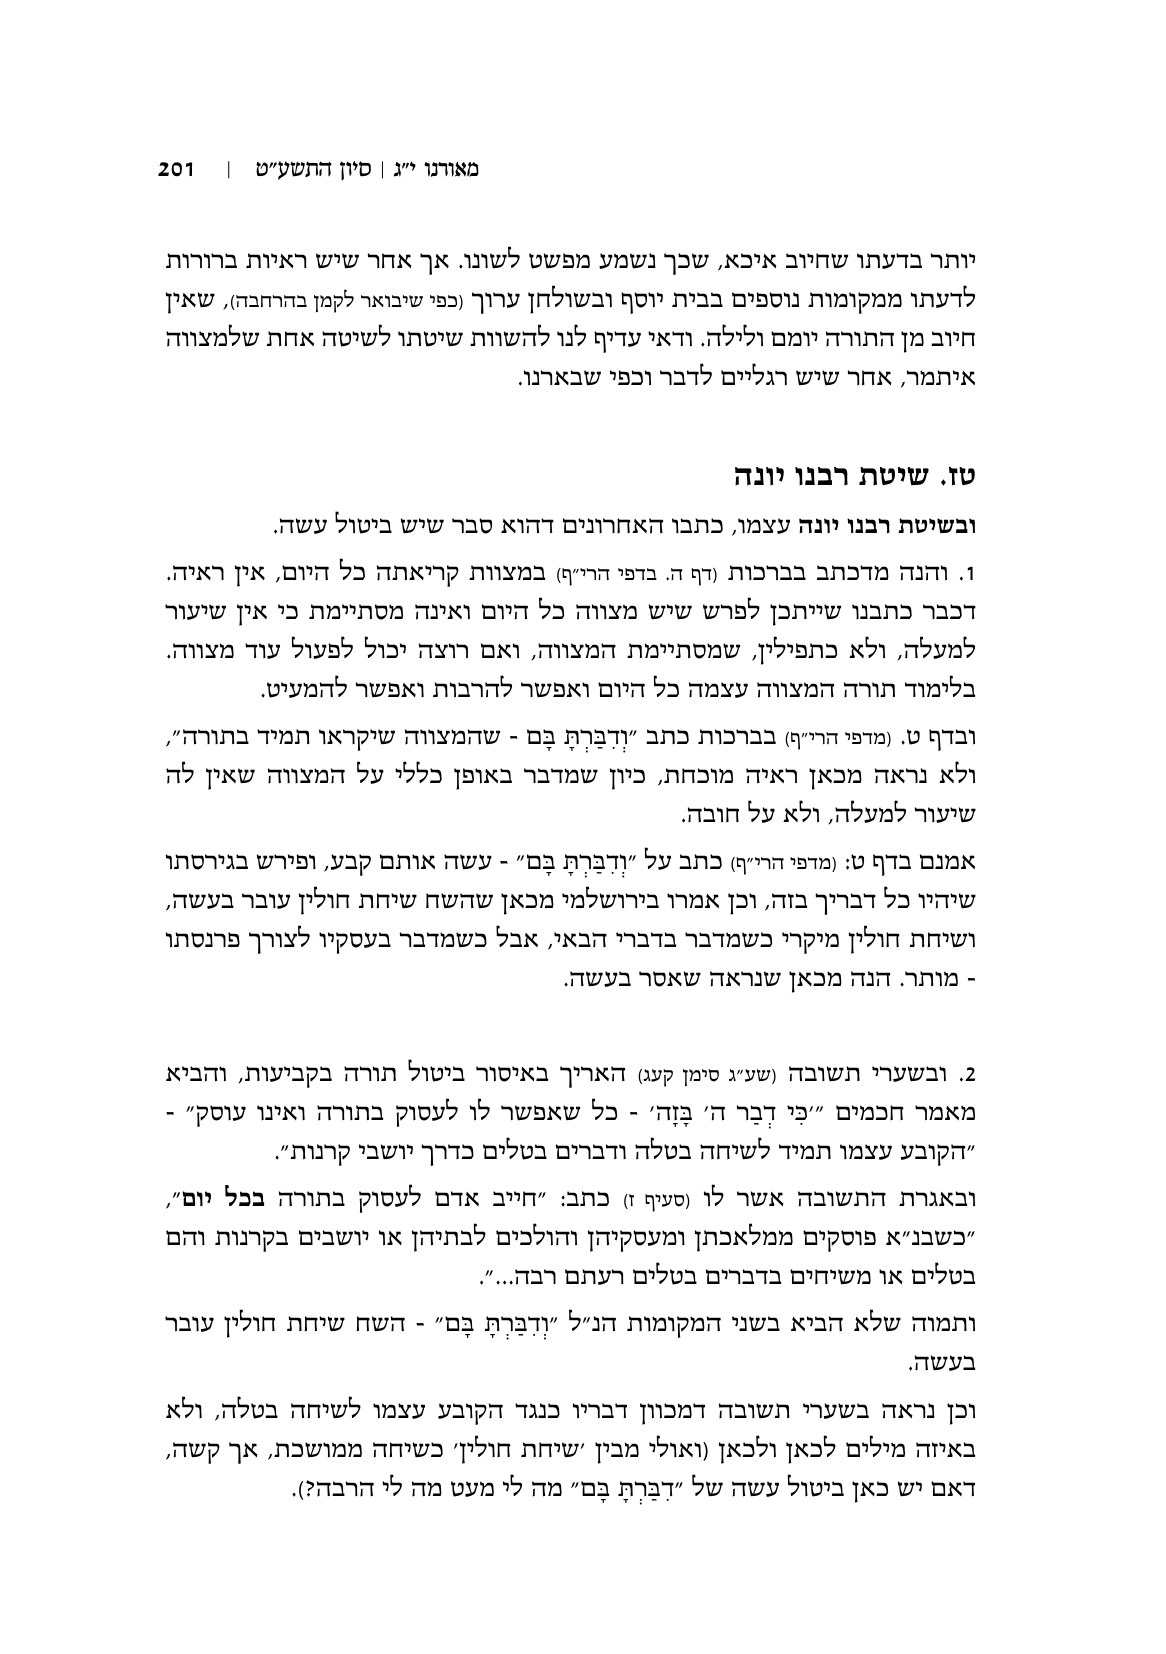 מאורנו י״ג | סיון התשע״ט | 201
יותר בדעתו שחיוב איכא, שכך נשמע מפשט לשונו. אך אחר שיש ראיות ברורות
לדעתו ממקומות נוספים בבית יוסף ובשולחן ערוך (כפי שיבואר לקמן בהרחבה), שאין
חיוב מן התורה יומם ולילה. ודאי עדיף לנו להשוות שיטתו לשיטה אחת שלמצווה
איתמר, אחר שיש רגליים לדבר וכפי שבארנו.
טז. שיטת רבנו יונה
ובשיטת רבנו יונה עצמו, כתבו האחרונים דהוא סבר שיש ביטול עשה.
1. והנה מדכתב בברכות (דף ה. בדפי הרי״ף) במצוות קריאתה כל היום, אין ראיה.
דכבר כתבנו שייתכן לפרש שיש מצווה כל היום ואינה מסתיימת כי אין שיעור
למעלה, ולא כתפילין, שמסתיימת המצווה, ואם רוצה יכול לפעול עוד מצווה.
בלימוד תורה המצווה עצמה כל היום ואפשר להרבות ואפשר להמעיט.
ובדף ט. (מדפי הרי״ף) בברכות כתב ״וְדִבַּרְתָּ בָּם - שהמצווה שיקראו תמיד בתורה״,
ולא נראה מכאן ראיה מוכחת, כיון שמדבר באופן כללי על המצווה שאין לה
שיעור למעלה, ולא על חובה.
אמנם בדף ט: (מדפי הרי״ף) כתב על ״וְדִבַּרְתָּ בָּם״ - עשה אותם קבע, ופירש בגירסתו
שיהיו כל דבריך בזה, וכן אמרו בירושלמי מכאן שהשח שיחת חולין עובר בעשה,
ושיחת חולין מיקרי כשמדבר בדברי הבאי, אבל כשמדבר בעסקיו לצורך פרנסתו
- מותר. הנה מכאן שנראה שאסר בעשה.
2. ובשערי תשובה (שע״ג סימן קעג) האריך באיסור ביטול תורה בקביעות, והביא
מאמר חכמים ״׳כִּי דְבַר ה׳ בָּזָה׳ - כל שאפשר לו לעסוק בתורה ואינו עוסק״ -
״הקובע עצמו תמיד לשיחה בטלה ודברים בטלים כדרך יושבי קרנות״.
ובאגרת התשובה אשר לו (סעיף ז) כתב: ״חייב אדם לעסוק בתורה בכל יום״,
״כשבנ״א פוסקים ממלאכתן ומעסקיהן והולכים לבתיהן או יושבים בקרנות והם
בטלים או משיחים בדברים בטלים רעתם רבה...״.
ותמוה שלא הביא בשני המקומות הנ״ל ״וְדִבַּרְתָּ בָּם״ - השח שיחת חולין עובר
בעשה.
וכן נראה בשערי תשובה דמכוון דבריו כנגד הקובע עצמו לשיחה בטלה, ולא
באיזה מילים לכאן ולכאן (ואולי מבין ׳שיחת חולין׳ כשיחה ממושכת, אך קשה,
דאם יש כאן ביטול עשה של ״דִבַּרְתָּ בָּם״ מה לי מעט מה לי הרבה?).